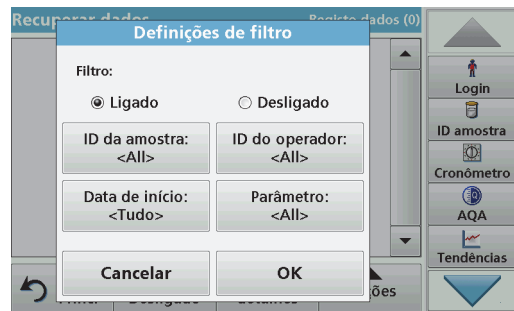 Recuperar dados
Registo dados (0)
Definições de filtro
Filtro:
Ligado
Desligado
ID da amostra:
<All>
ID do operador:
<All>
Data de início:
<Tudo>
Parâmetro:
<All>
Cancelar
OK
Login
ID amostra
Cronômetro
AQA
Tendências